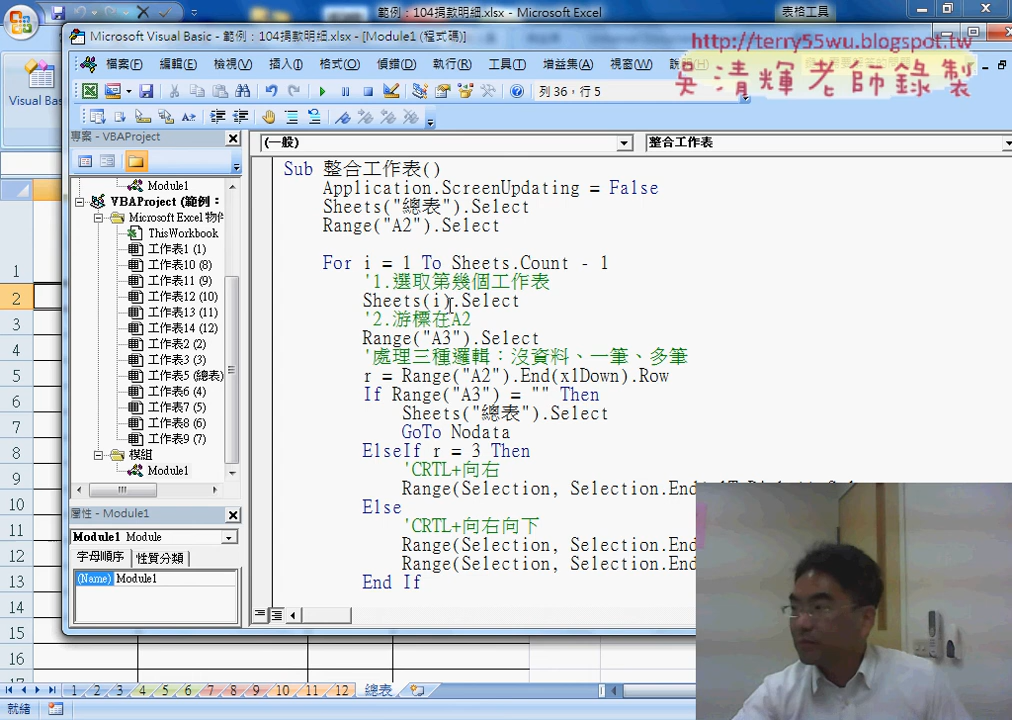 範例：104捐款明細.xlsx - Microsoft Excel
表格工具
Microsoft Visual Basic - 範例：104捐款明細.xlsx - [Module1 (程式碼)]
http://terry55wu.blogspot.tw
吳清輝老師錄製
檔案(F) 編輯(E) 檢視(V) 插入(I) 格式(O) 偵錯(D) 執行(R) 工具(T) 增益集(A) 視窗(W)
列 36，行 5
Visual Bas
專案 - VBAProject
(一般)
整合工作表
Module1
VBAProject (範例：
Microsoft Excel 物件
ThisWorkbook
工作表1 (1)
工作表10 (8)
工作表11 (9)
工作表12 (10)
工作表13 (11)
工作表14 (12)
工作表2 (2)
工作表3 (3)
工作表5 (總表)
工作表6 (4)
工作表7 (5)
工作表8 (6)
工作表9 (7)
模組
Module1
屬性 - Module1
Module1 Module
字母順序 性質分類
(Name) Module1
Sub 整合工作表()
Application.ScreenUpdating = False
Sheets("總表").Select
Range("A2").Select
For i = 1 To Sheets.Count - 1
'1.選取第幾個工作表
Sheets(i).Select
'2.游標在A2
Range("A3").Select
'處理三種邏輯：沒資料、一筆、多筆
r = Range("A2").End(xlDown).Row
If Range("A3") = "" Then
Sheets("總表").Select
GoTo Nodata
ElseIf r = 3 Then
'CRTL+向右
Range(Selection, Selection.End
Else
'CRTL+向右向下
Range(Selection, Selection.End
Range(Selection, Selection.End
End If
1
2
3
4
5
6
7
8
9
10
11
12
13
14
15
16
1 2 3 4 5 6 7 8 9 10 11 12 總表
就緒